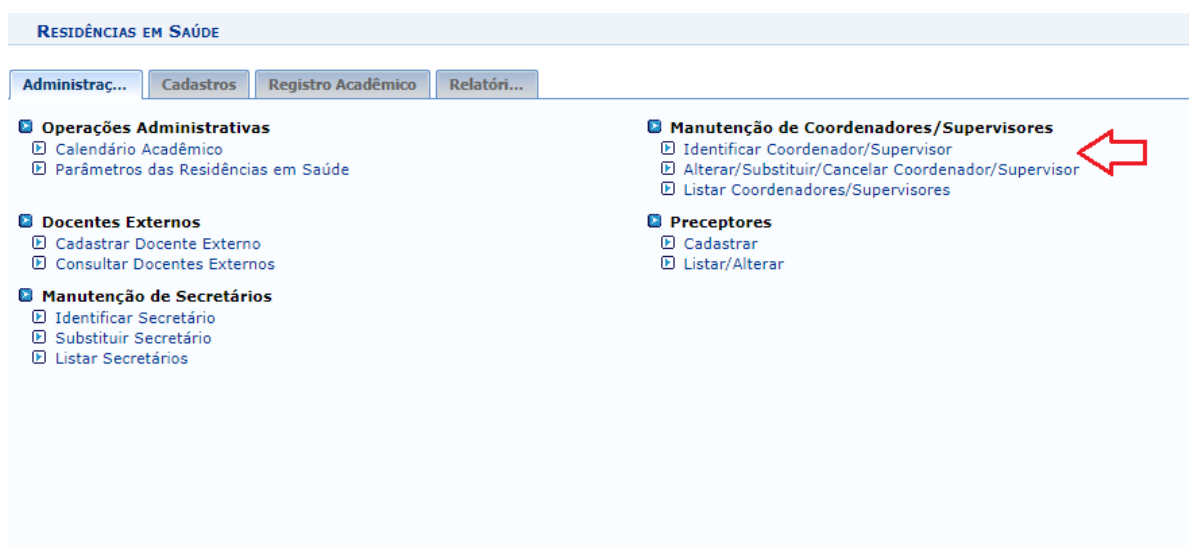 Residências em Saúde
Administraç...
Cadastros
Registro Acadêmico
Relatóri...
Operações Administrativas
Calendário Acadêmico
Parâmetros das Residências em Saúde
Docentes Externos
Cadastrar Docente Externo
Consultar Docentes Externos
Manutenção de Secretários
Identificar Secretário
Substituir Secretário
Listar Secretários
Manutenção de Coordenadores/Supervisores
Identificar Coordenador/Supervisor
Alterar/Substituir/Cancelar Coordenador/Supervisor
Listar Coordenadores/Supervisores
Preceptores
Cadastrar
Listar/Alterar